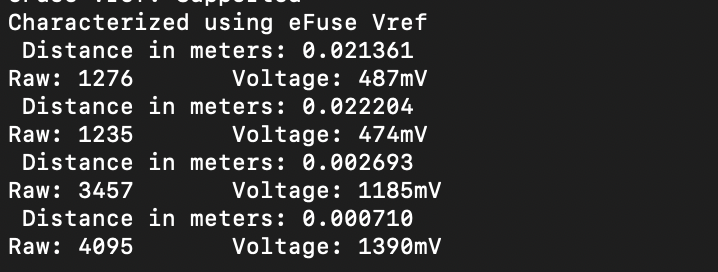 Characterized using eFuse Vref
Distance in meters: 0.021361
Raw: 1276 Voltage: 487mV
Distance in meters: 0.022204
Raw: 1235 Voltage: 474mV
Distance in meters: 0.002693
Raw: 3457 Voltage: 1185mV
Distance in meters: 0.000710
Raw: 4095 Voltage: 1390mV